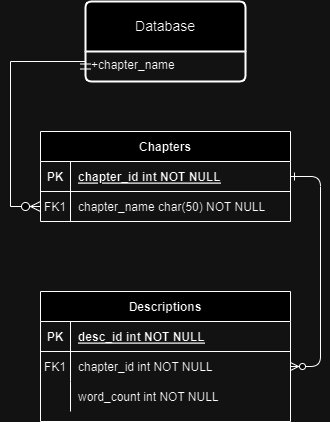 Database
+chapter_name
Chapters
PK chapter_id int NOT NULL
FK1 chapter_name char(50) NOT NULL
Descriptions
PK desc_id int NOT NULL
FK1 chapter_id int NOT NULL
word_count int NOT NULL